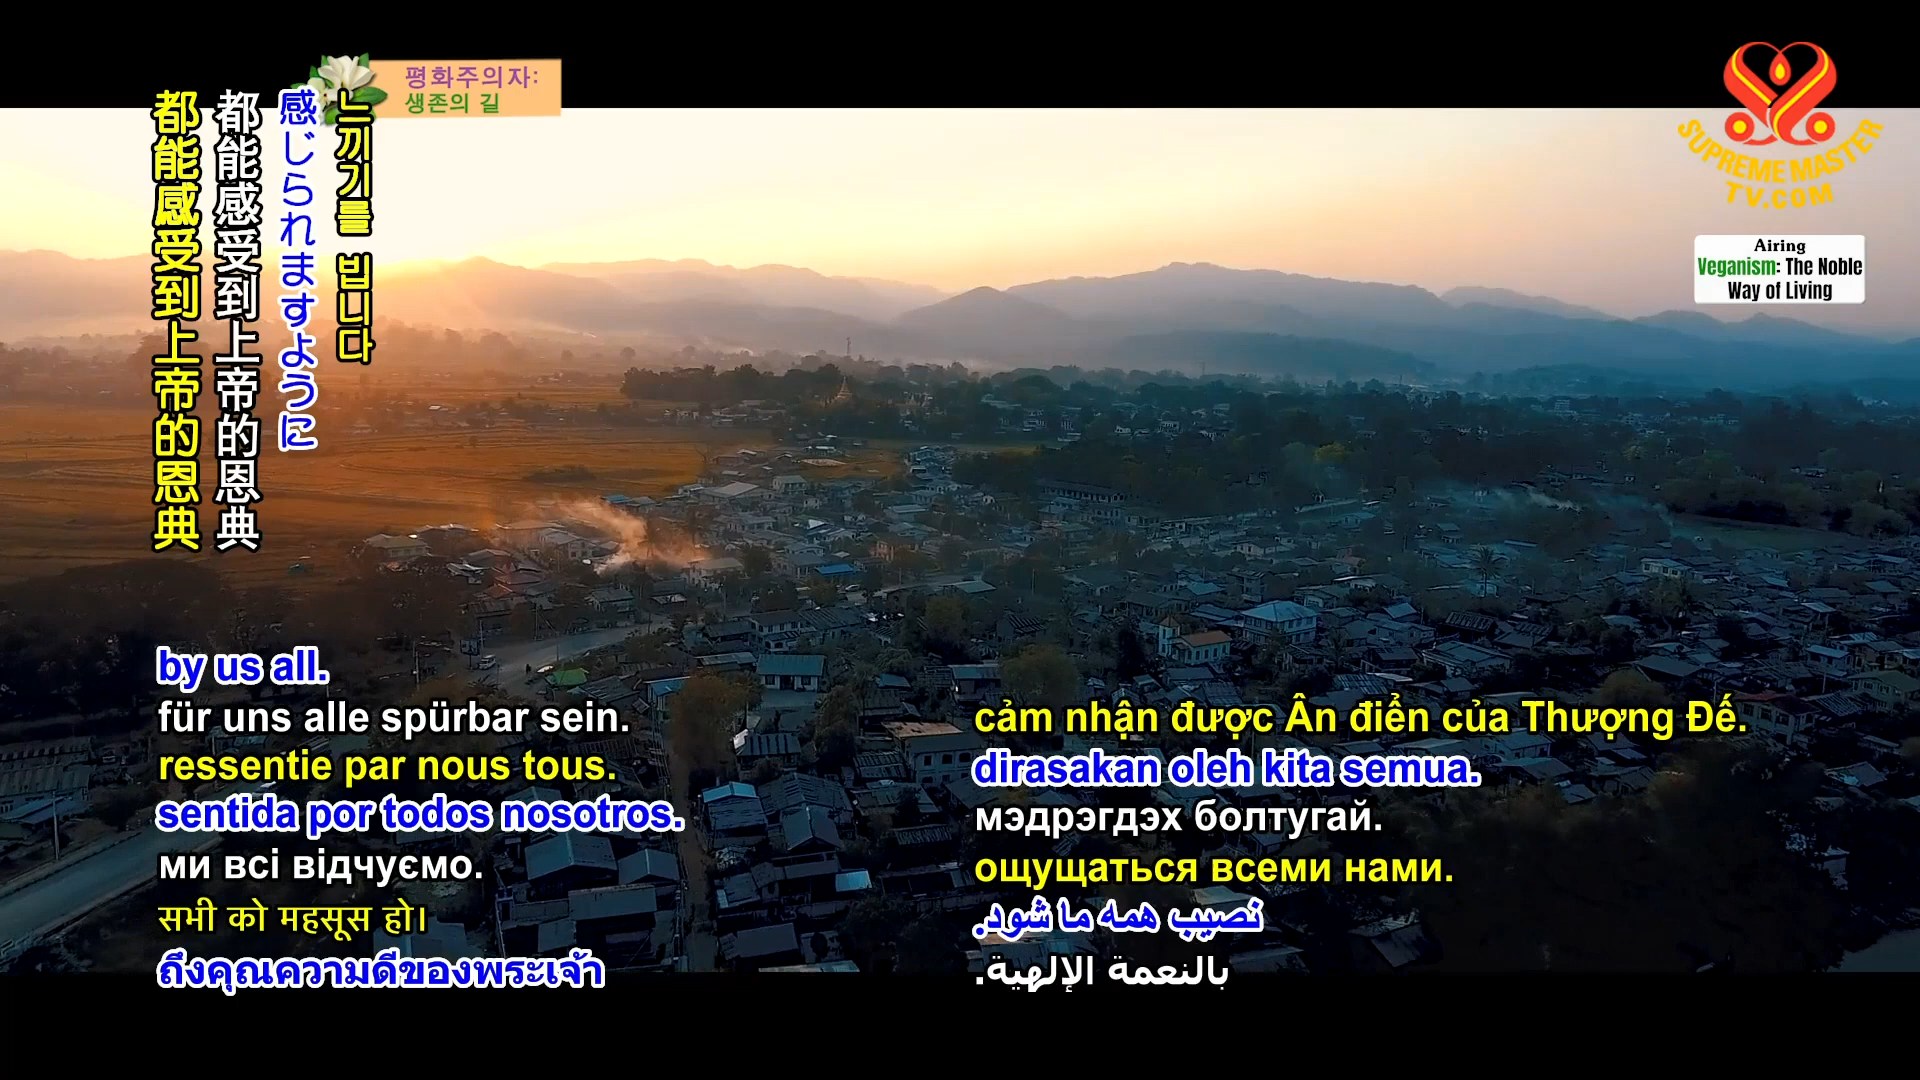 평화주의자:
생존의 길
느끼기를 빕니다
感じられますように
都能感受到上帝的恩典
都能感受到上帝的恩典
SUPREME MASTER
TV.COM
Airing
Veganism: The Noble
Way of Living
by us all.
für uns alle spürbar sein.
ressentie par nous tous.
sentida por todos nosotros.
ми всі відчуємо.
सभी को महसूस हो।
ถึงคุณความดีของพระเจ้า
cảm nhận được Ân điển của Thượng Đế.
dirasakan oleh kita semua.
мэдрэгдэх болтугай.
ощущаться всеми нами.
نصیب همه ما شود.
بالنعمة الإلهية.